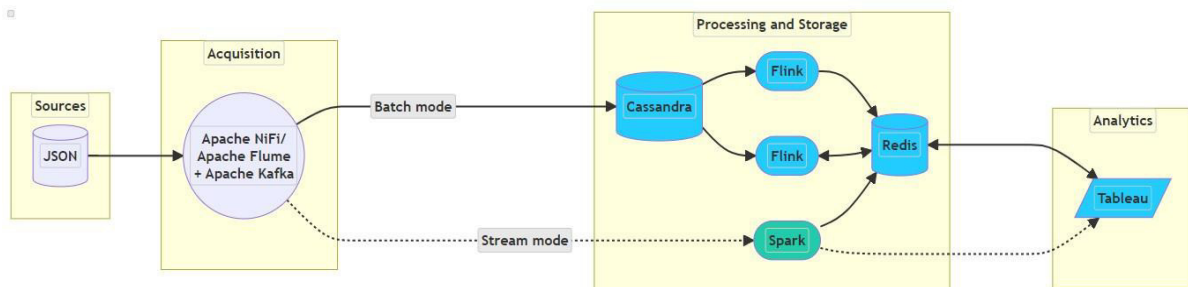 Sources
JSON
Acquisition
Apache NiFi/
Apache Flume
+ Apache Kafka
Batch mode
Stream mode
Processing and Storage
Cassandra
Flink
Flink
Spark
Redis
Analytics
Tableau